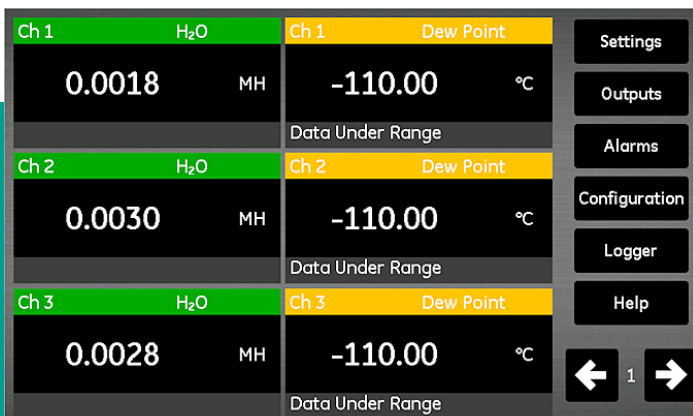 Ch 1 H₂O Ch 1 Dew Point Settings
0.0018 MH -110.00 °C Outputs
Data Under Range Alarms
Ch 2 H₂O Ch 2 Dew Point
0.0030 MH -110.00 °C Configuration
Data Under Range Logger
Ch 3 H₂O Ch 3 Dew Point Help
0.0028 MH -110.00 °C
1
Data Under Range